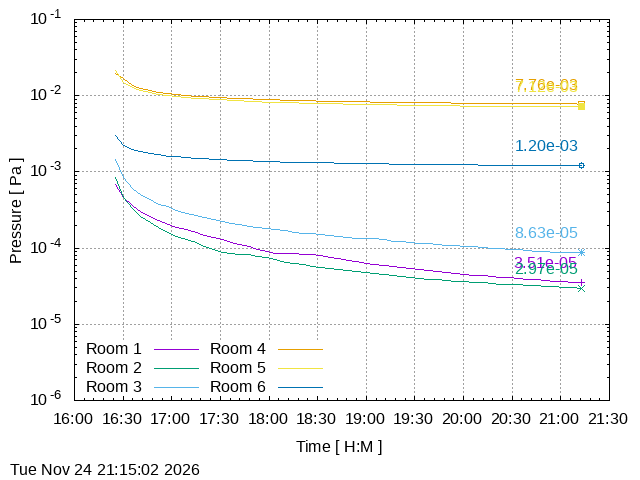 10^-1
10^-2
10^-3
10^-4
10^-5
10^-6
Pressure [ Pa ]
7.76e-03
1.20e-03
8.63e-05
3.51e-05
2.97e-05
Room 1
Room 2
Room 3
Room 4
Room 5
Room 6
16:00 16:30 17:00 17:30 18:00 18:30 19:00 19:30 20:00 20:30 21:00 21:30
Time [ H:M ]
Tue Nov 24 21:15:02 2026